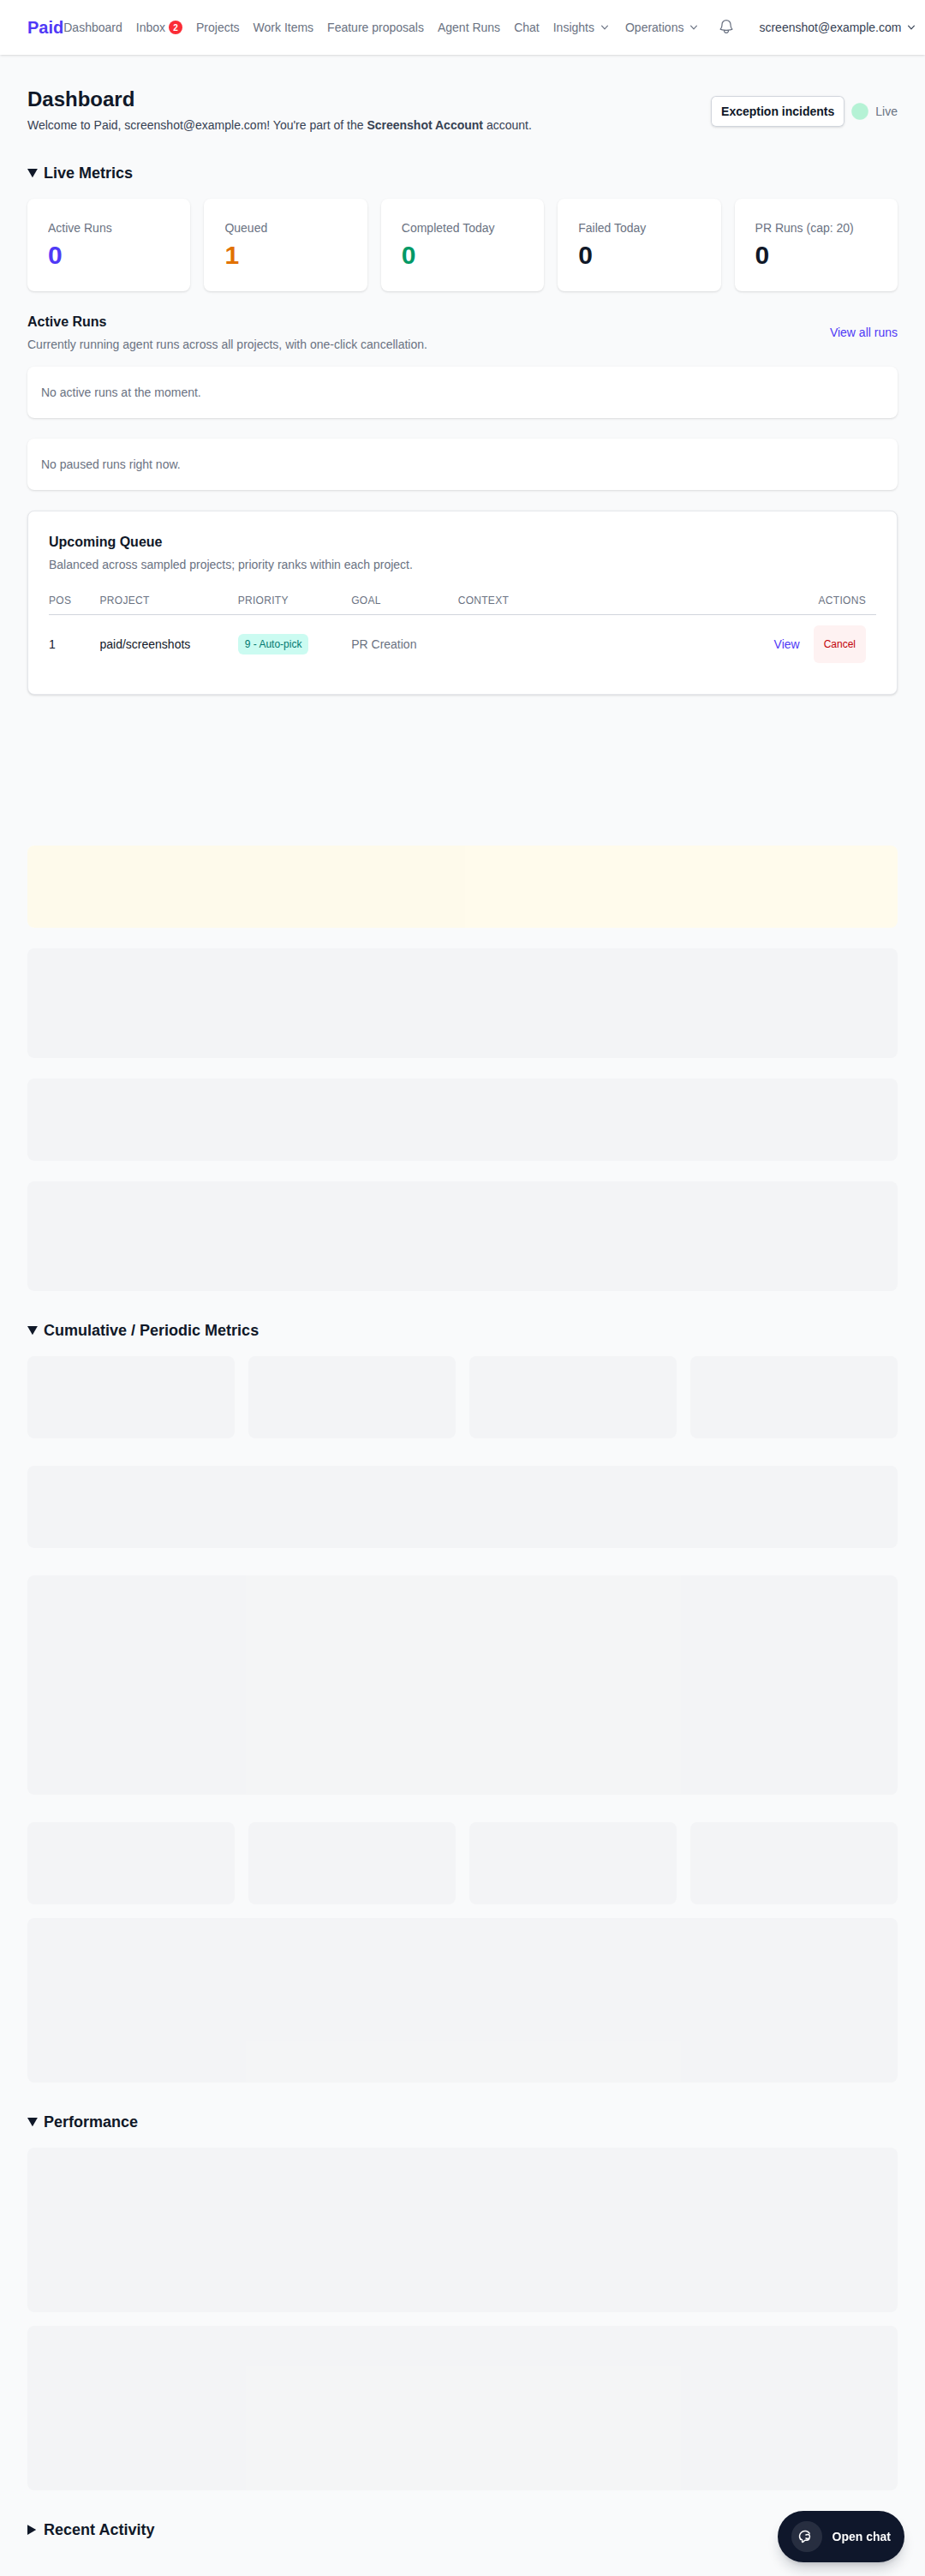 Paid Dashboard Inbox 2 Projects Work Items Feature proposals Agent Runs Chat Insights Operations screenshot@example.com
Dashboard
Welcome to Paid, screenshot@example.com! You're part of the Screenshot Account account.
Exception incidents Live
Live Metrics
Active Runs Queued Completed Today Failed Today PR Runs (cap: 20)
0 1 0 0 0
Active Runs
Currently running agent runs across all projects, with one-click cancellation.
View all runs
No active runs at the moment.
No paused runs right now.
Upcoming Queue
Balanced across sampled projects; priority ranks within each project.
POS PROJECT PRIORITY GOAL CONTEXT ACTIONS
1 paid/screenshots 9 - Auto-pick PR Creation View Cancel
Cumulative / Periodic Metrics
Performance
Recent Activity
Open chat